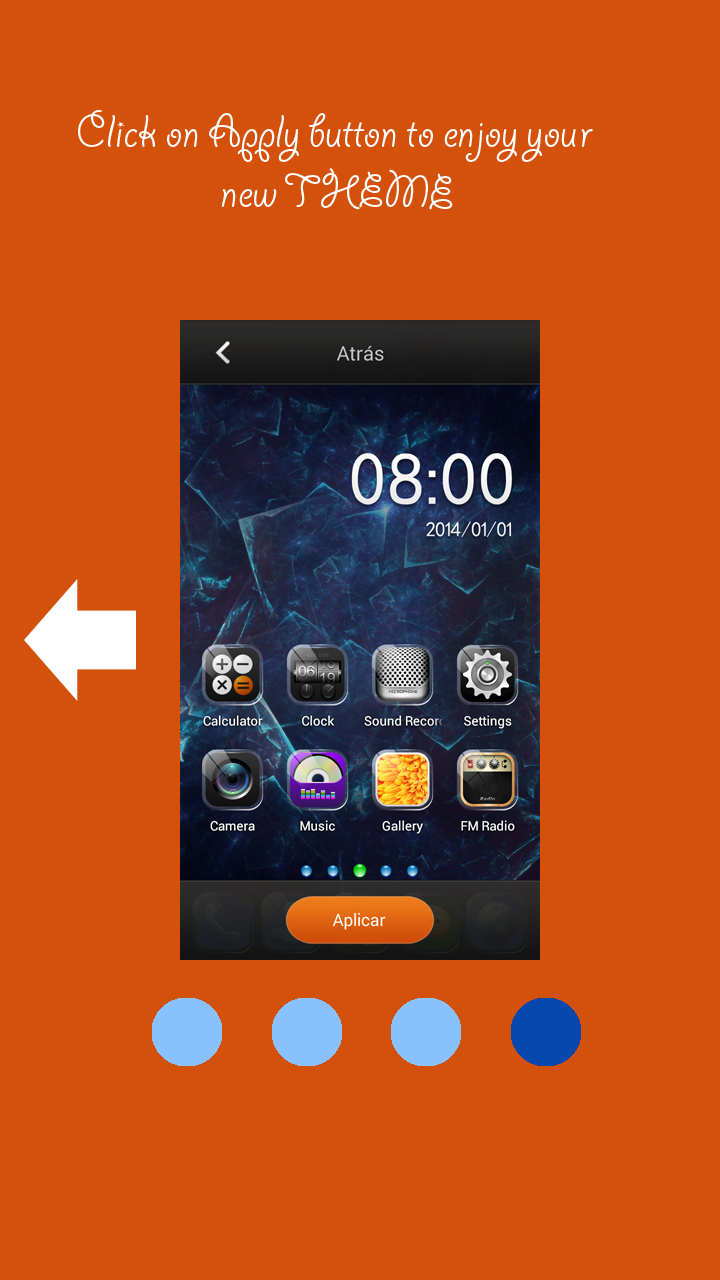 Click on Apply button to enjoy your
new THEME
Atrás
08:00
2014/01/01
Calculator Clock Sound Recor Settings
Camera Music Gallery FM Radio
Aplicar